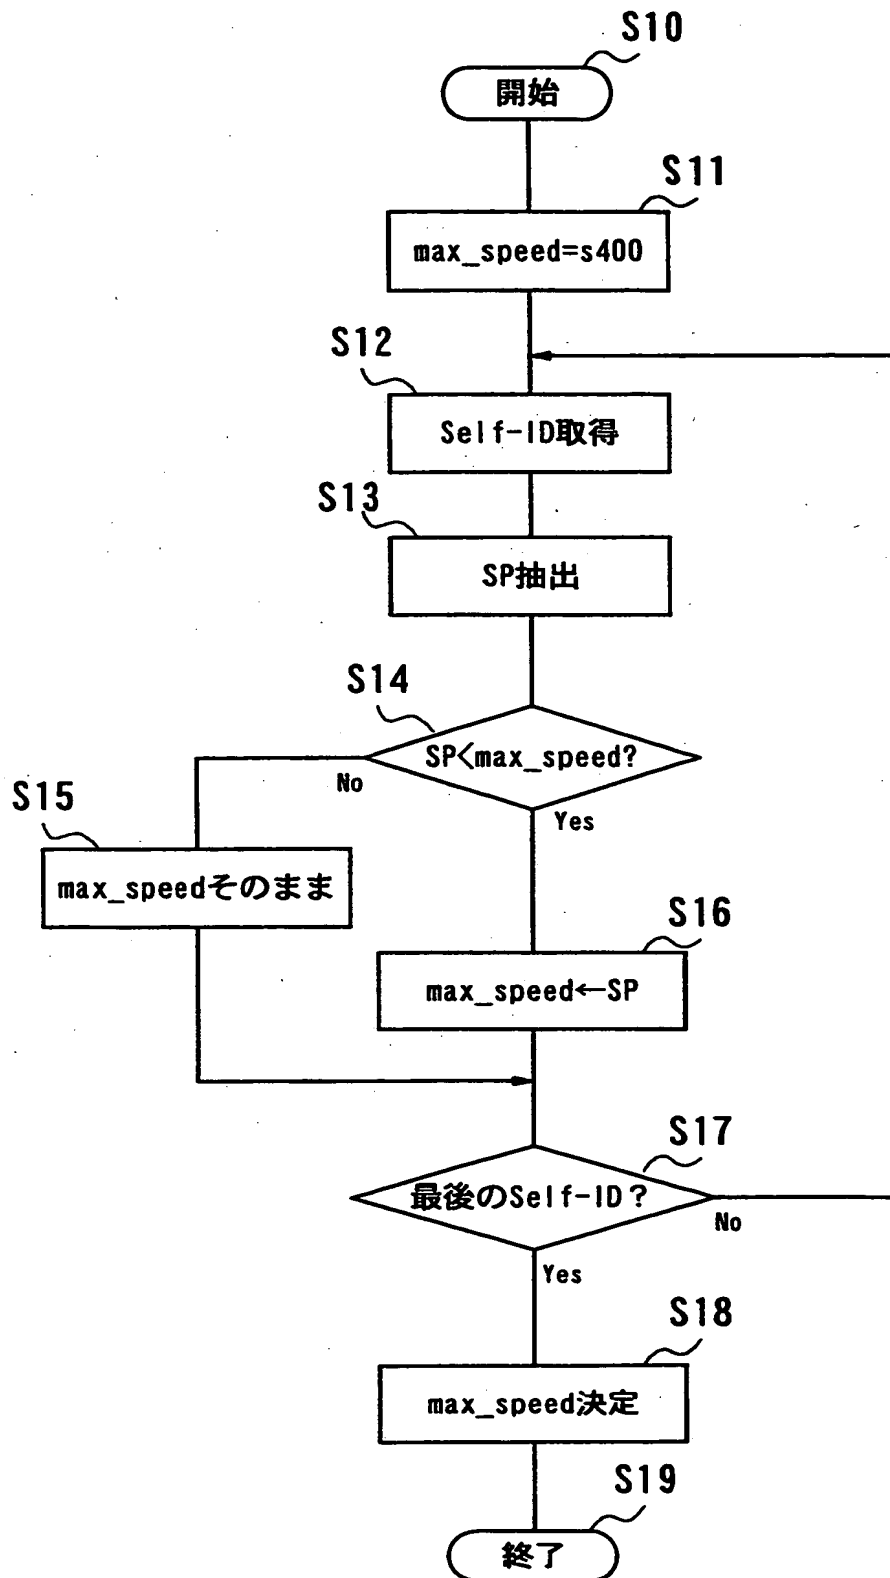 S10
開始
S11
max_speed=s400
S12
Self-ID取得
S13
SP抽出
S14
SP<max_speed?
No
Yes
S15
max_speedそのまま
S16
max_speed←SP
S17
最後のSelf-ID?
No
Yes
S18
max_speed決定
S19
終了